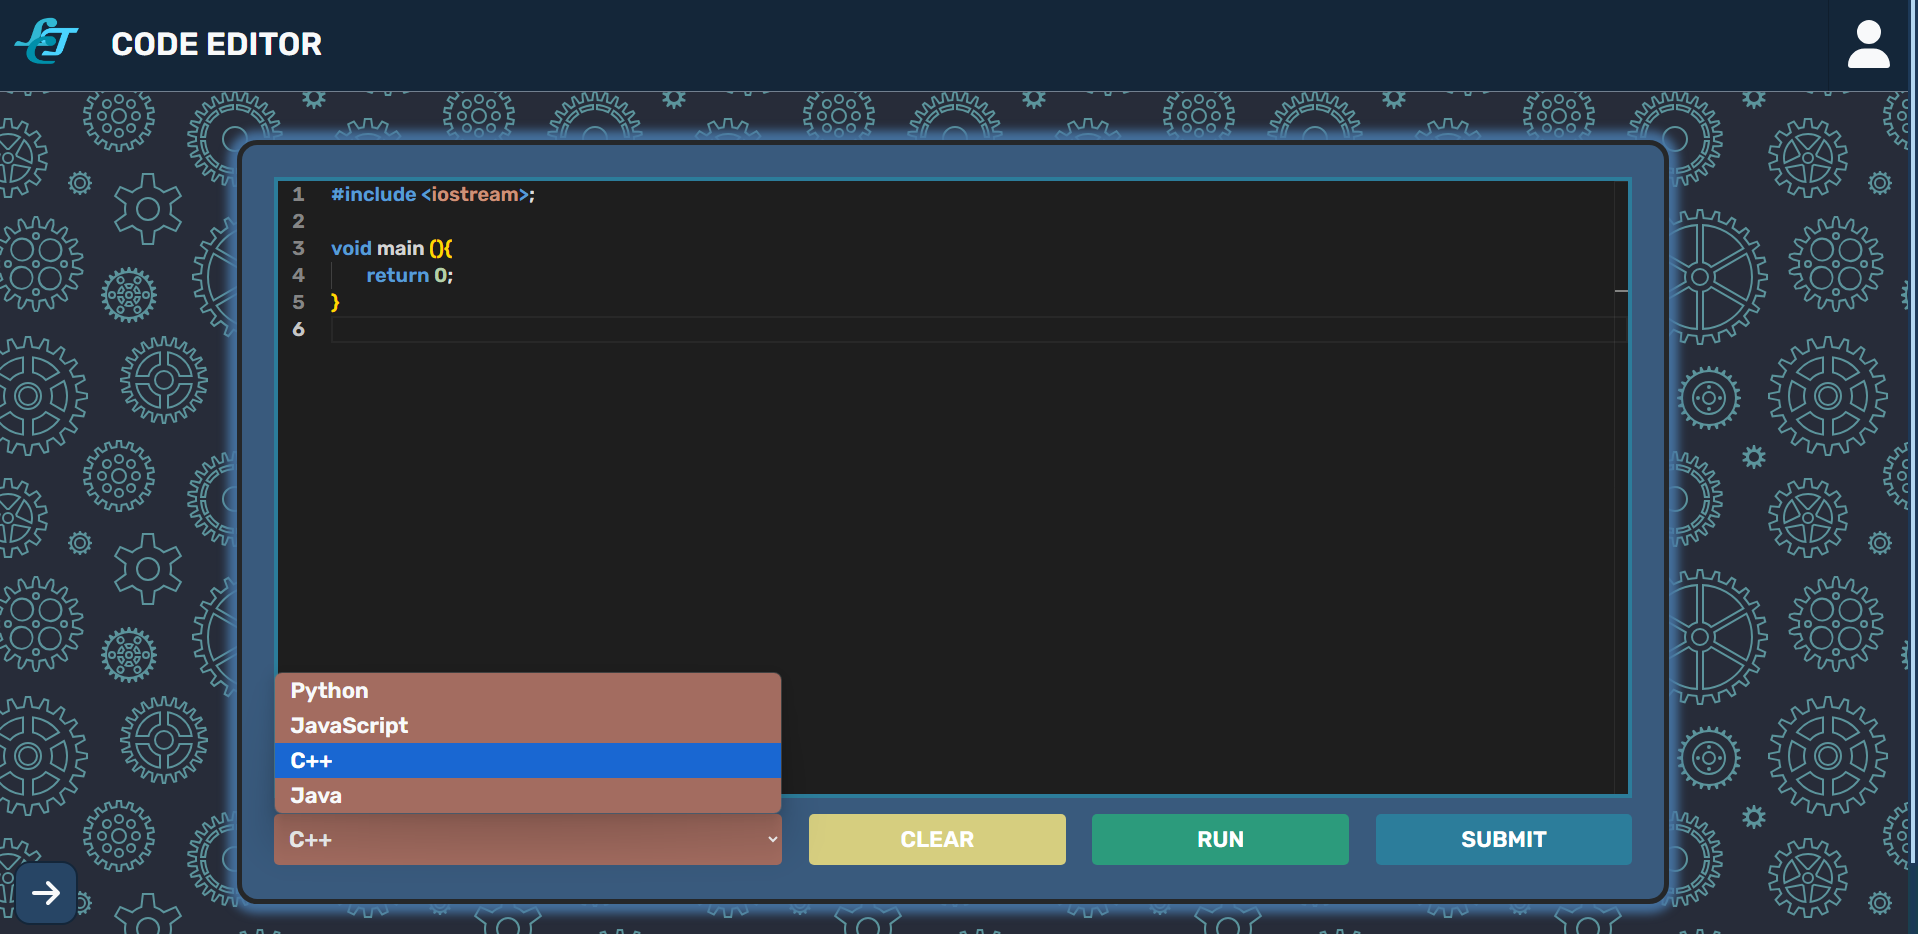 CODE EDITOR
1 #include <iostream>;
2
3 void main (){
4 return 0;
5 }
6
Python
JavaScript
C++
Java
C++
CLEAR
RUN
SUBMIT